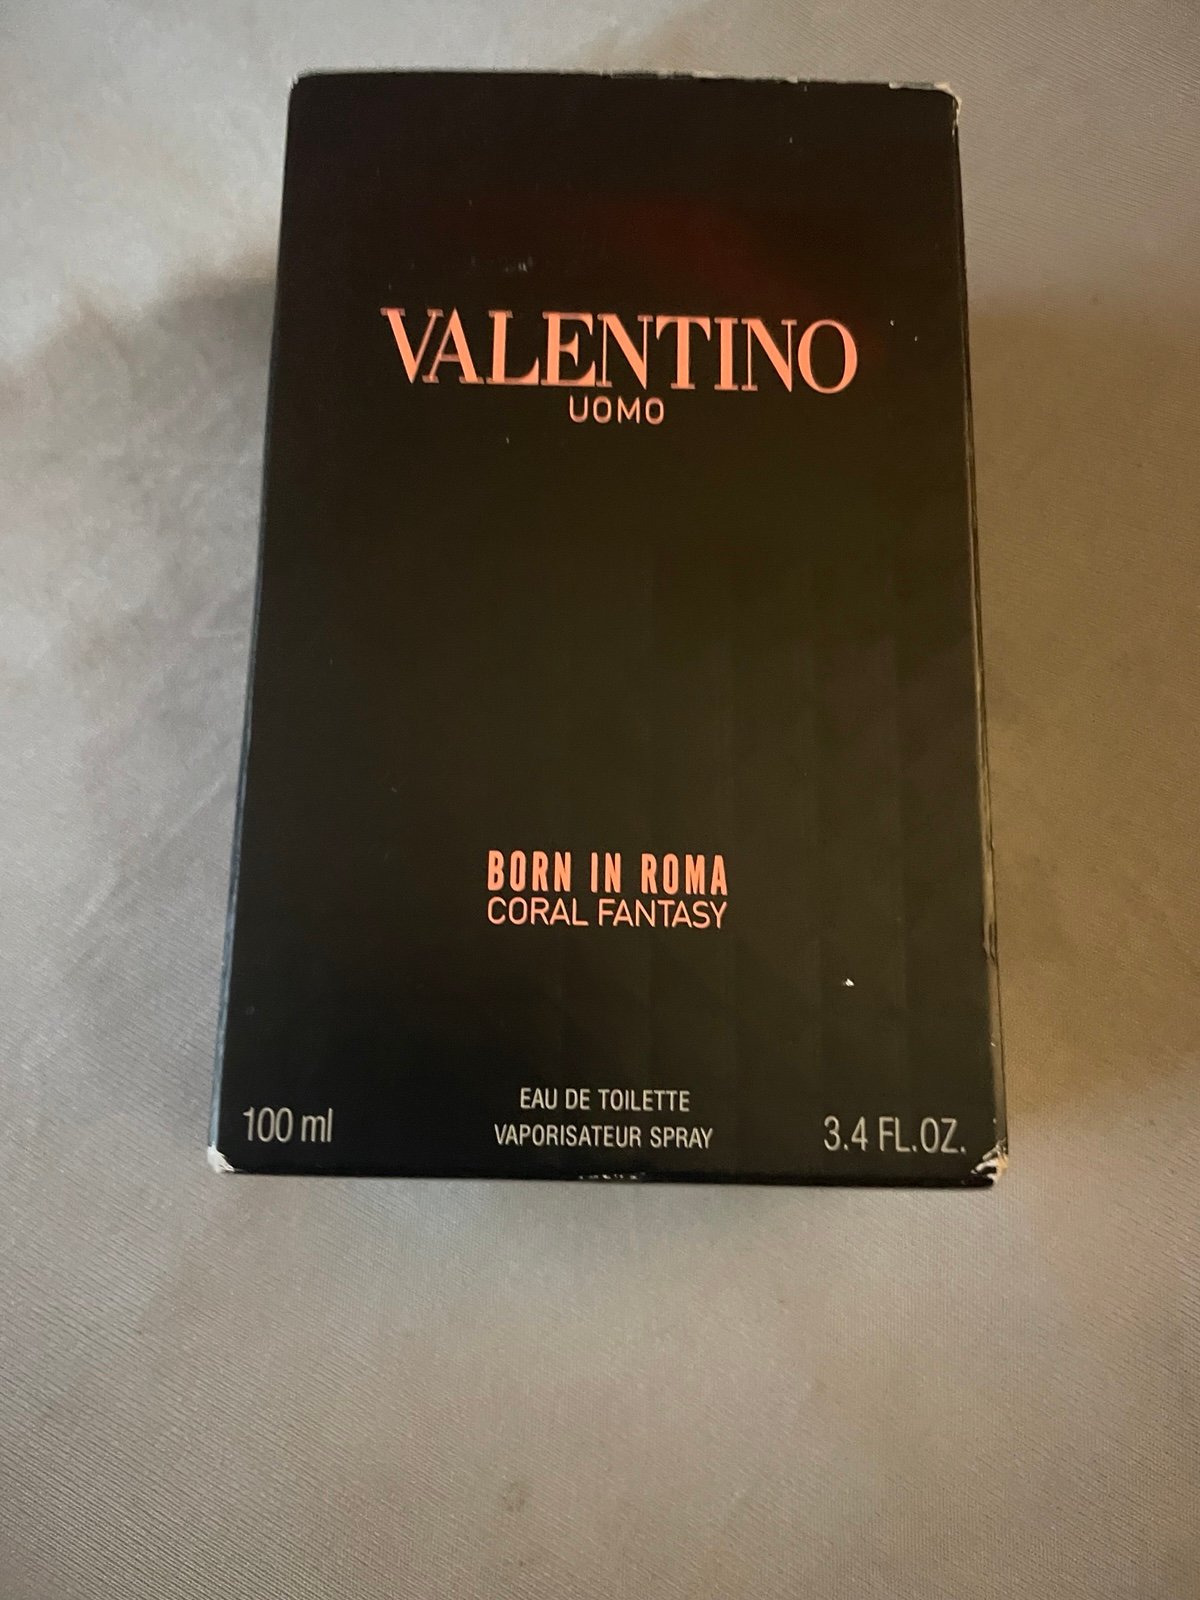 VALENTINO
UOMO
BORN IN ROMA
CORAL FANTASY
EAU DE TOILETTE
100 ml VAPORISATEUR SPRAY 3.4 FL.OZ.